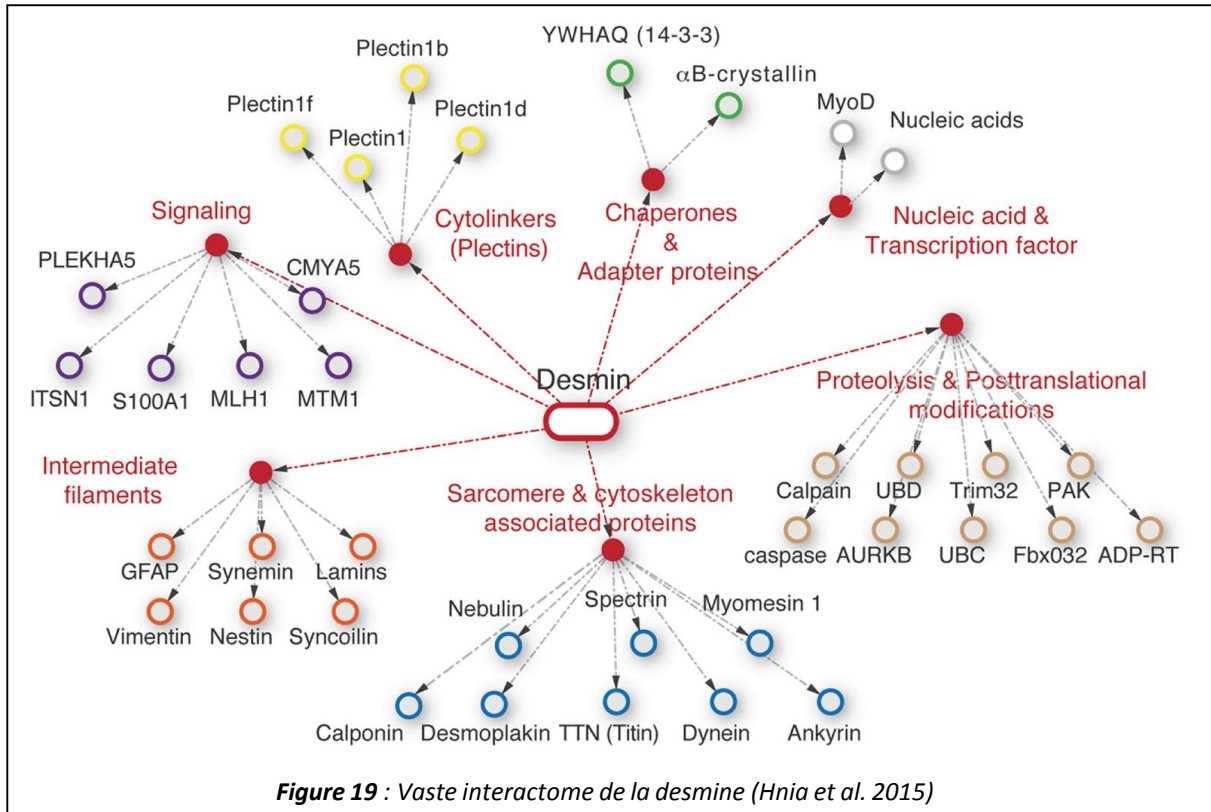 YWHAQ (14-3-3)
αB-crystallin
MyoD
Nucleic acids
Plectin1b
Plectin1f
Plectin1
Plectin1d
Signaling
Cytolinkers
(Plectins)
Chaperones
&
Adapter proteins
Nucleic acid &
Transcription factor
PLEKHA5
CMYA5
ITSN1
S100A1
MLH1
MTM1
Desmin
Proteolysis & Posttranslational
modifications
Calpain
UBD
Trim32
PAK
caspase
AURKB
UBC
Fbx032
ADP-RT
Intermediate
filaments
GFAP
Synemin
Lamins
Vimentin
Nestin
Syncoilin
Sarcomere & cytoskeleton
associated proteins
Nebulin
Spectrin
Myomesin 1
Calponin
Desmoplakin
TTN (Titin)
Dynein
Ankyrin
Figure 19 : Vaste interactome de la desmine (Hnia et al. 2015)